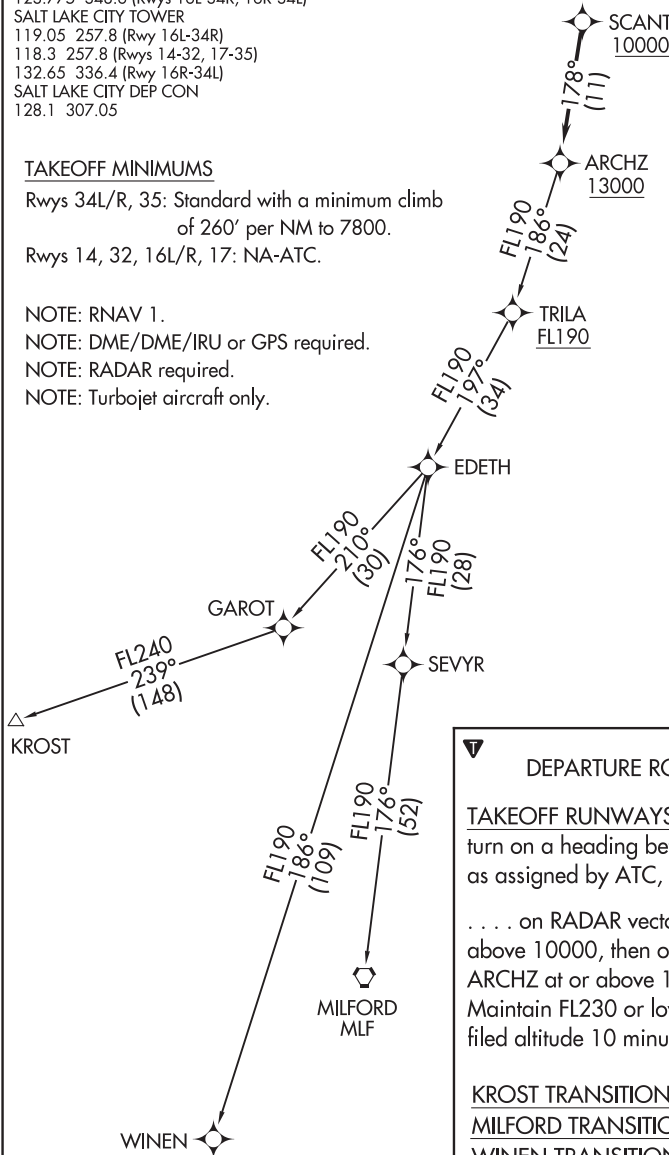 SALT LAKE CITY TOWER
119.05 257.8 (Rwy 16L-34R)
118.3 257.8 (Rwys 14-32, 17-35)
132.65 336.4 (Rwy 16R-34L)
SALT LAKE CITY DEP CON
128.1 307.05
TAKEOFF MINIMUMS
Rwys 34L/R, 35: Standard with a minimum climb
of 260' per NM to 7800.
Rwys 14, 32, 16L/R, 17: NA-ATC.
NOTE: RNAV 1.
NOTE: DME/DME/IRU or GPS required.
NOTE: RADAR required.
NOTE: Turbojet aircraft only.
SCANT
10000
178°
(11)
ARCHZ
13000
FL190
186°
(24)
TRILA
FL190
FL190
197°
(34)
EDETH
FL190
210°
(30)
176°
FL190
(28)
GAROT
SEVYR
FL240
239°
(148)
KROST
FL190
186°
(109)
FL190
176°
(52)
MILFORD
MLF
WINEN
T
DEPARTURE RO
TAKEOFF RUNWAYS
turn on a heading be
as assigned by ATC,
. . . . on RADAR vecto
above 10000, then o
ARCHZ at or above 1
Maintain FL230 or lov
filed altitude 10 minu
KROST TRANSITION
MILFORD TRANSITIO
WINEN TRANSITION